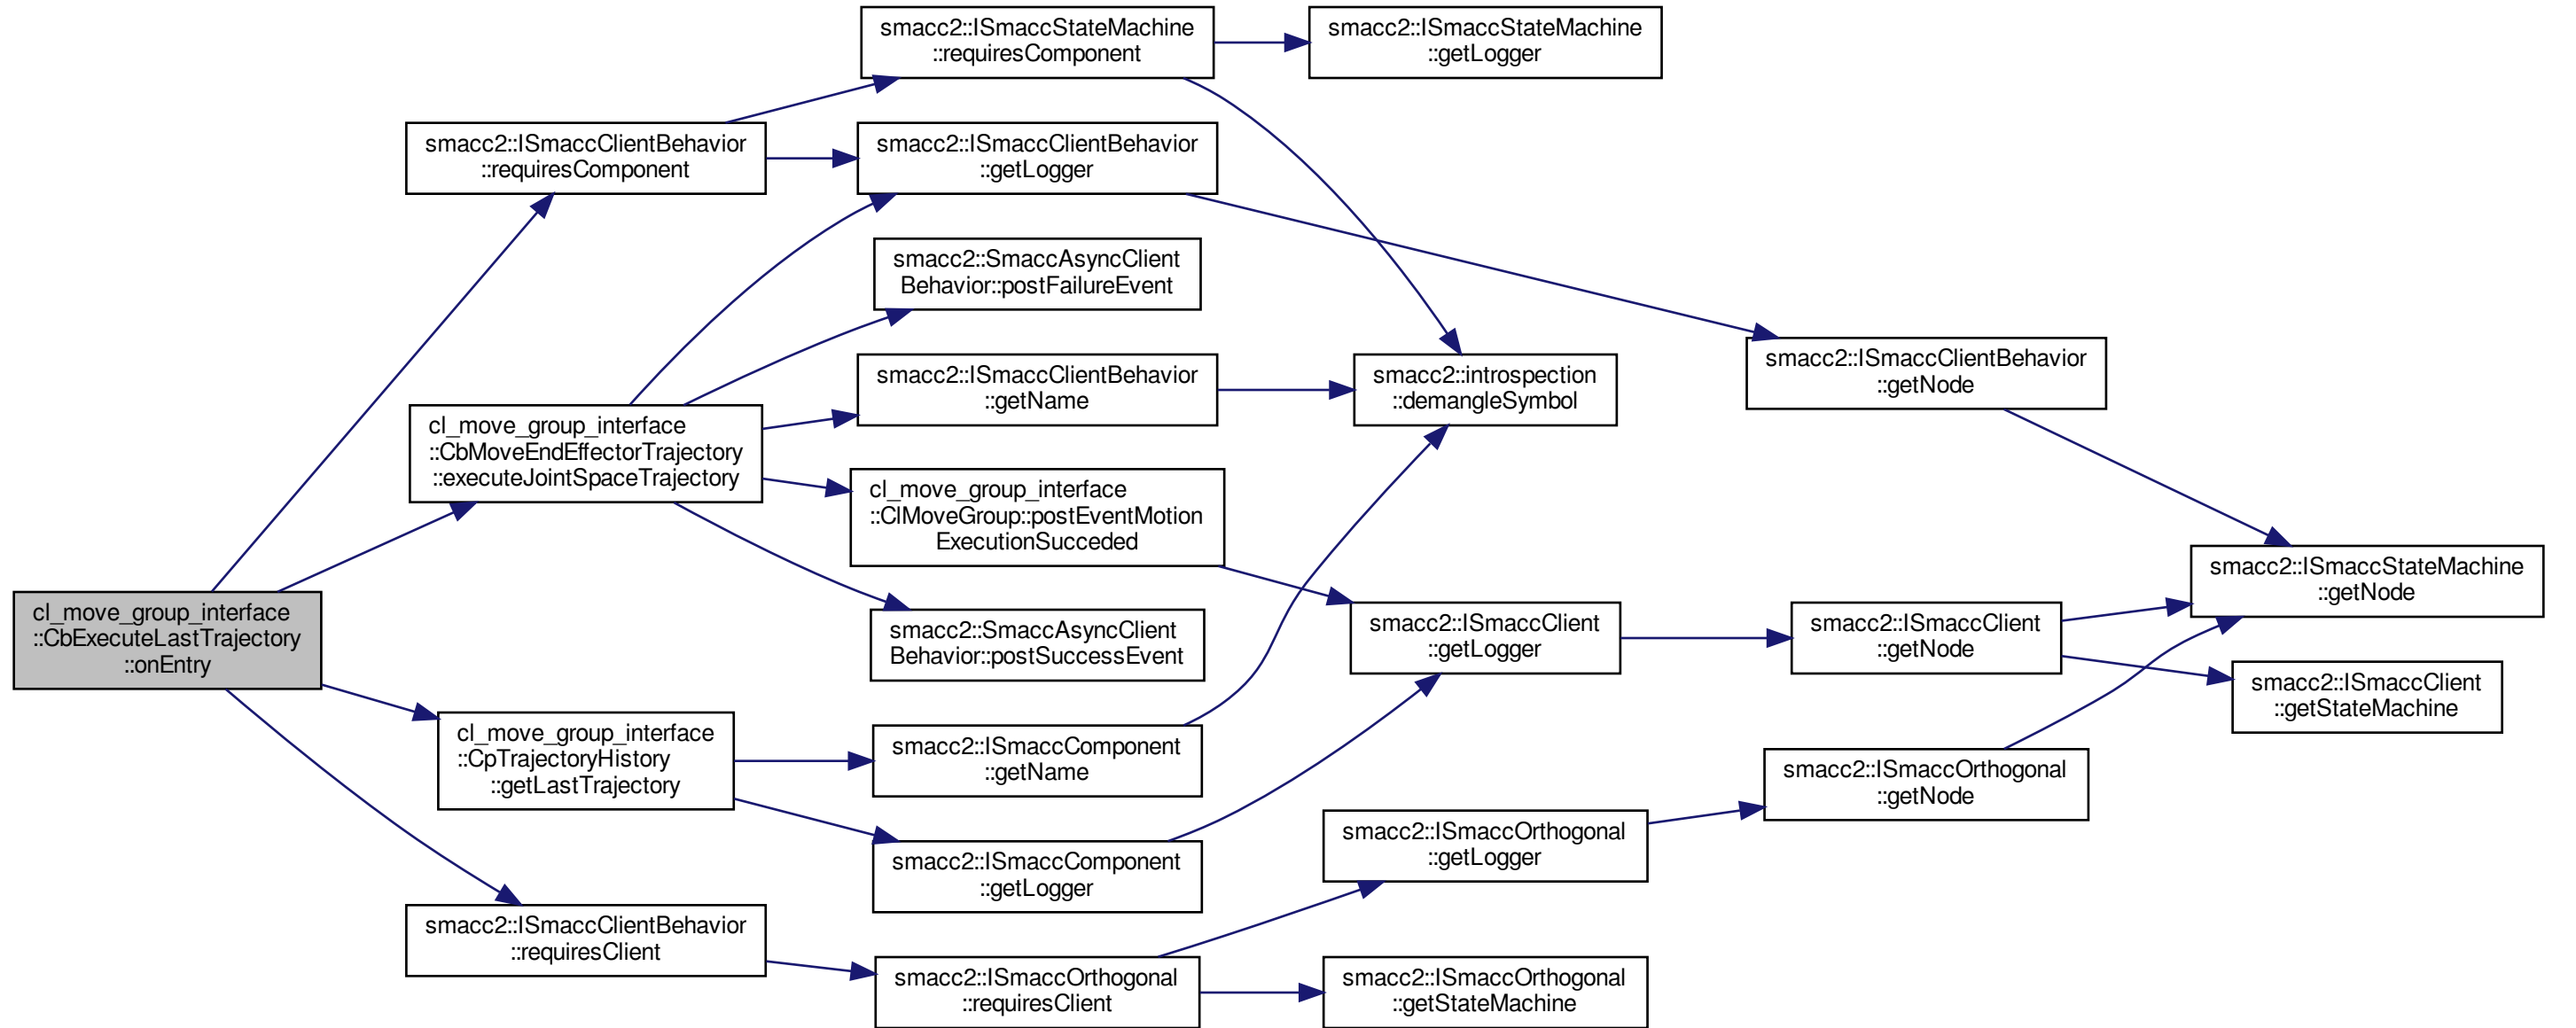 smacc2::ISmaccStateMachine
::requiresComponent
smacc2::ISmaccStateMachine
::getLogger
smacc2::ISmaccClientBehavior
::requiresComponent
smacc2::ISmaccClientBehavior
::getLogger
smacc2::SmaccAsyncClient
Behavior::postFailureEvent
smacc2::ISmaccClientBehavior
::getNode
smacc2::ISmaccClientBehavior
::getName
smacc2::introspection
::demangleSymbol
cl_move_group_interface
::CbMoveEndEffectorTrajectory
::executeJointSpaceTrajectory
cl_move_group_interface
::ClMoveGroup::postEventMotion
ExecutionSucceded
smacc2::ISmaccStateMachine
::getNode
cl_move_group_interface
::CbExecuteLastTrajectory
::onEntry
smacc2::SmaccAsyncClient
Behavior::postSuccessEvent
smacc2::ISmaccClient
::getLogger
smacc2::ISmaccClient
::getNode
smacc2::ISmaccClient
::getStateMachine
cl_move_group_interface
::CpTrajectoryHistory
::getLastTrajectory
smacc2::ISmaccComponent
::getName
smacc2::ISmaccOrthogonal
::getNode
smacc2::ISmaccComponent
::getLogger
smacc2::ISmaccOrthogonal
::getLogger
smacc2::ISmaccClientBehavior
::requiresClient
smacc2::ISmaccOrthogonal
::requiresClient
smacc2::ISmaccOrthogonal
::getStateMachine